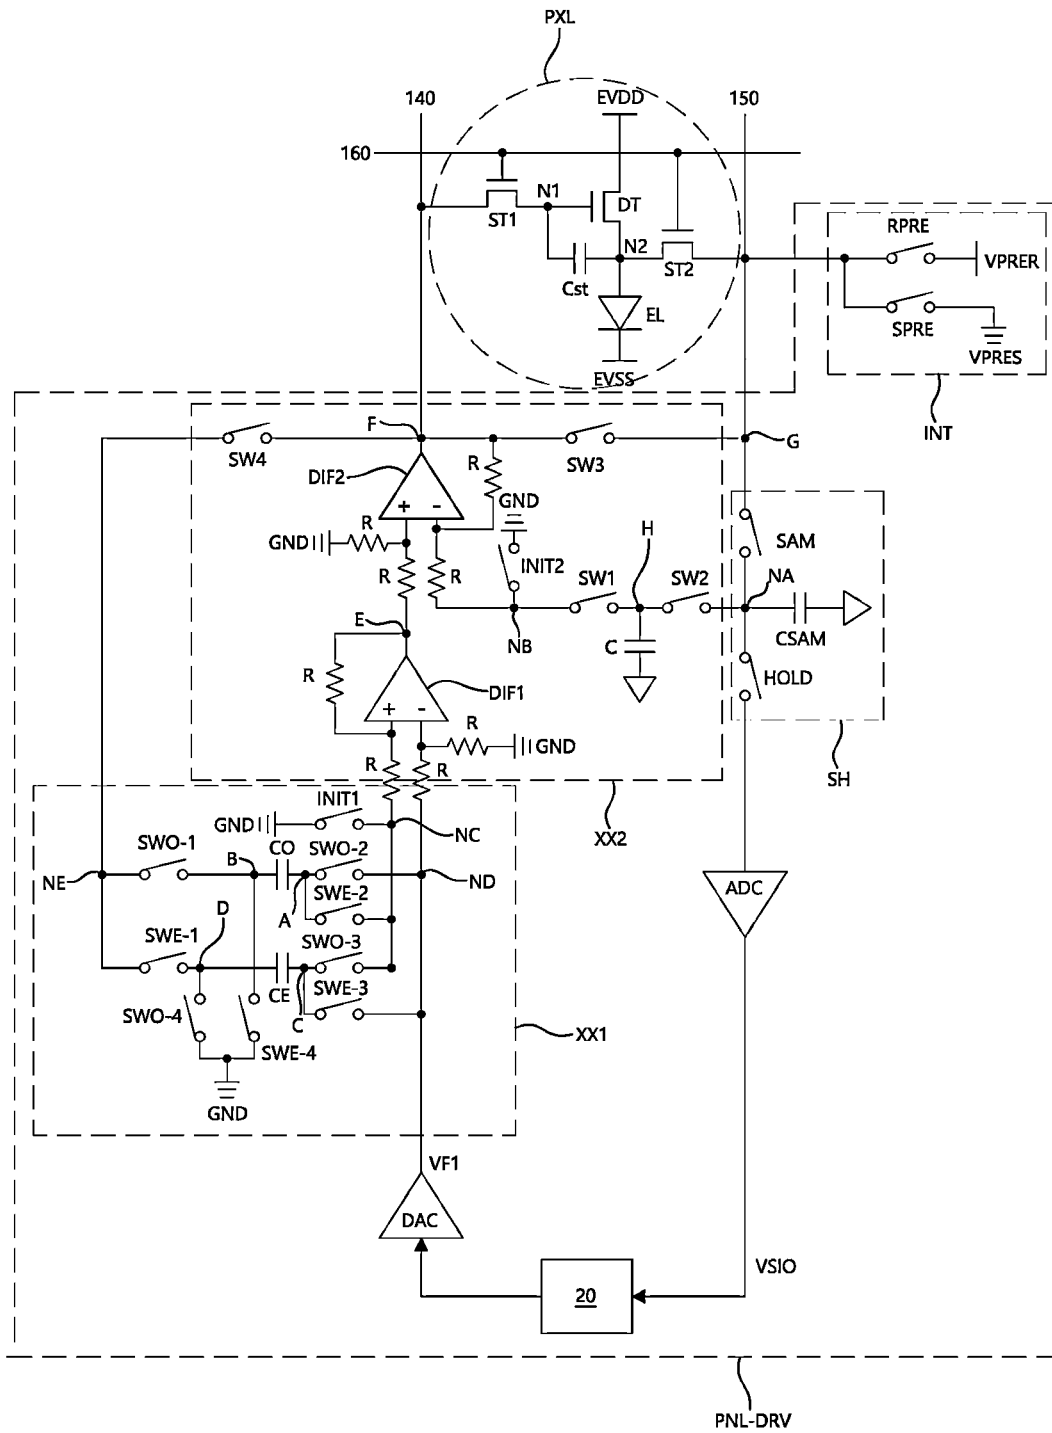 PXL
140
EVDD
150
160
N1
DT
ST1
RPRE
N2
VPRER
Cst
ST2
EL
SPRE
VPRES
EVSS
INT
F
G
SW4
SW3
DIF2
R
GND
+
-
R
SAM
GND
H
INIT2
SW1
SW2
NA
R
R
E
NB
C
CSAM
R
DIF1
HOLD
+
-
R
GND
R
R
SH
INIT1
GND
NC
XX2
SWO-1
B
CO
SWO-2
NE
ND
ADC
SWE-2
D
A
SWE-1
SWO-3
CE
SWE-3
SWO-4
C
SWE-4
XX1
GND
VF1
DAC
VSIO
20
PNL-DRV